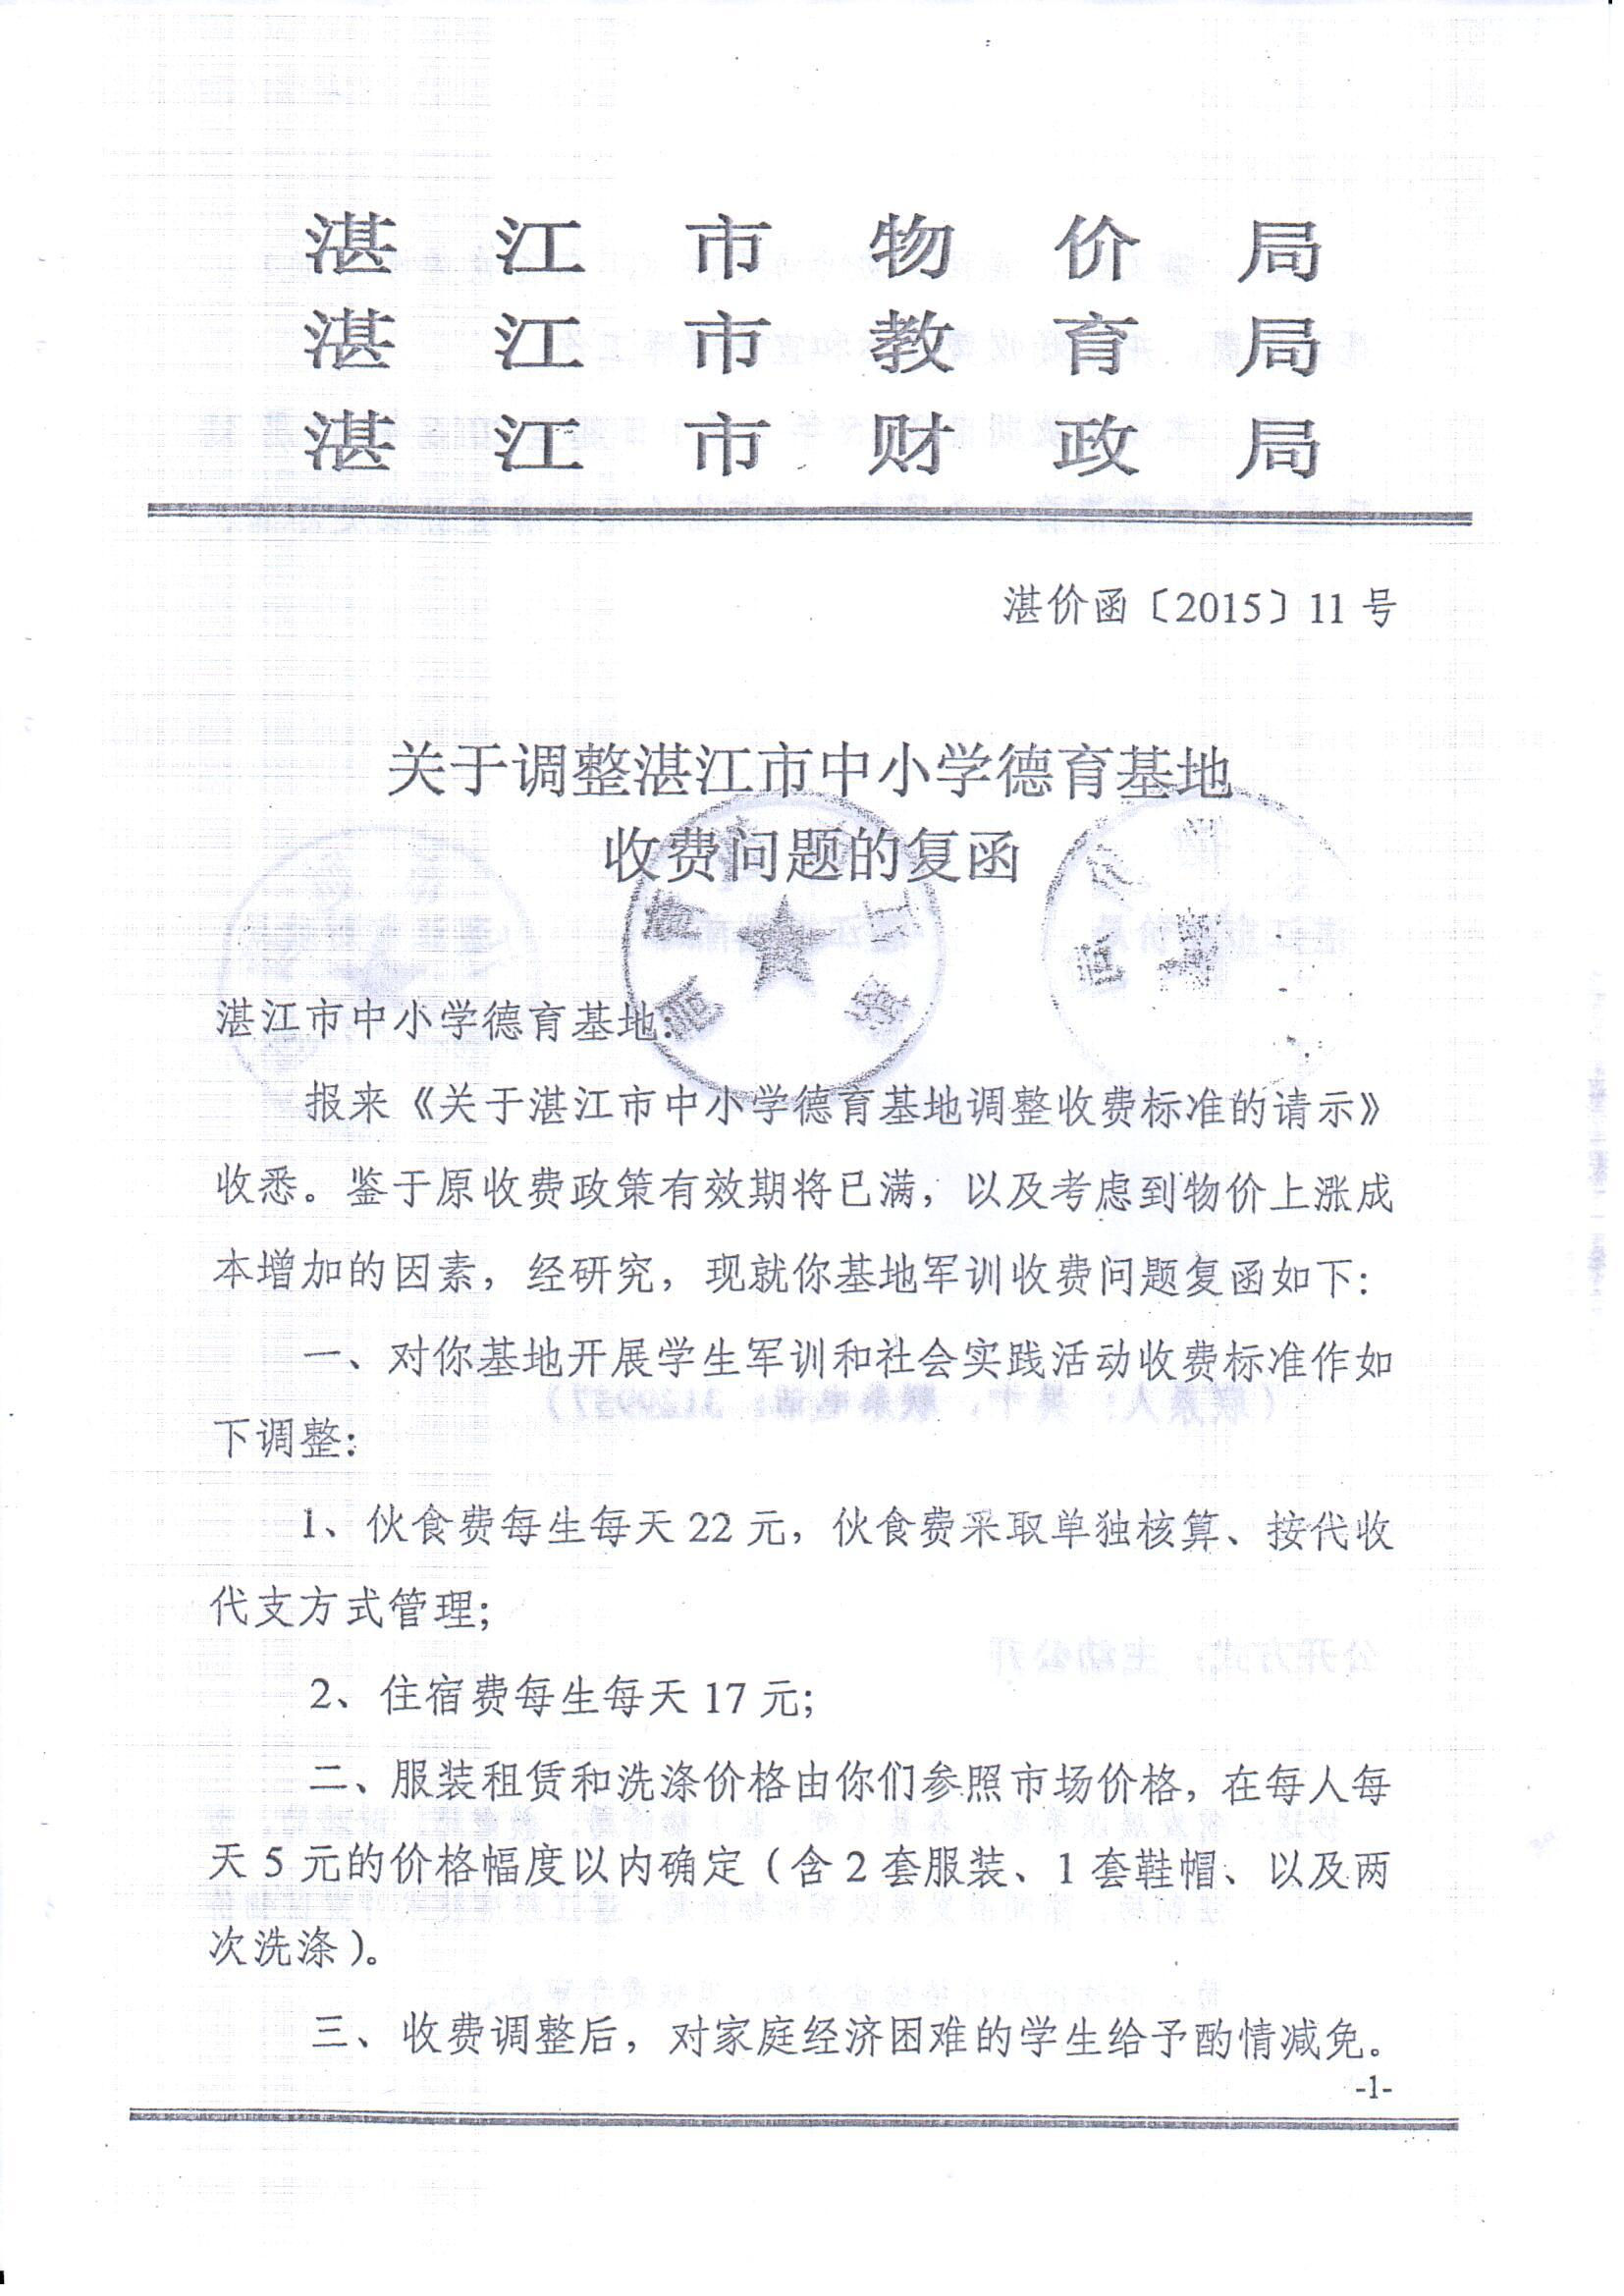 湛江市物价局
湛江市教育局
湛江市财政局
湛价函〔2015〕11号
关于调整湛江市中小学德育基地
收费问题的复函
湛江市中小学德育基地:
报来《关于湛江市中小学德育基地调整收费标准的请示》
收悉。鉴于原收费政策有效期将已满，以及考虑到物价上涨成
本增加的因素，经研究，现就你基地军训收费问题复函如下:
一、对你基地开展学生军训和社会实践活动收费标准作如
下调整:
1、伙食费每生每天22元，伙食费采取单独核算、按代收
代支方式管理;
2、住宿费每生每天17元;
二、服装租赁和洗涤价格由你们参照市场价格，在每人每
天5元的价格幅度以内确定（含2套服装、1套鞋帽、以及两
次洗涤）。
三、收费调整后，对家庭经济困难的学生给予酌情减免。
-1-